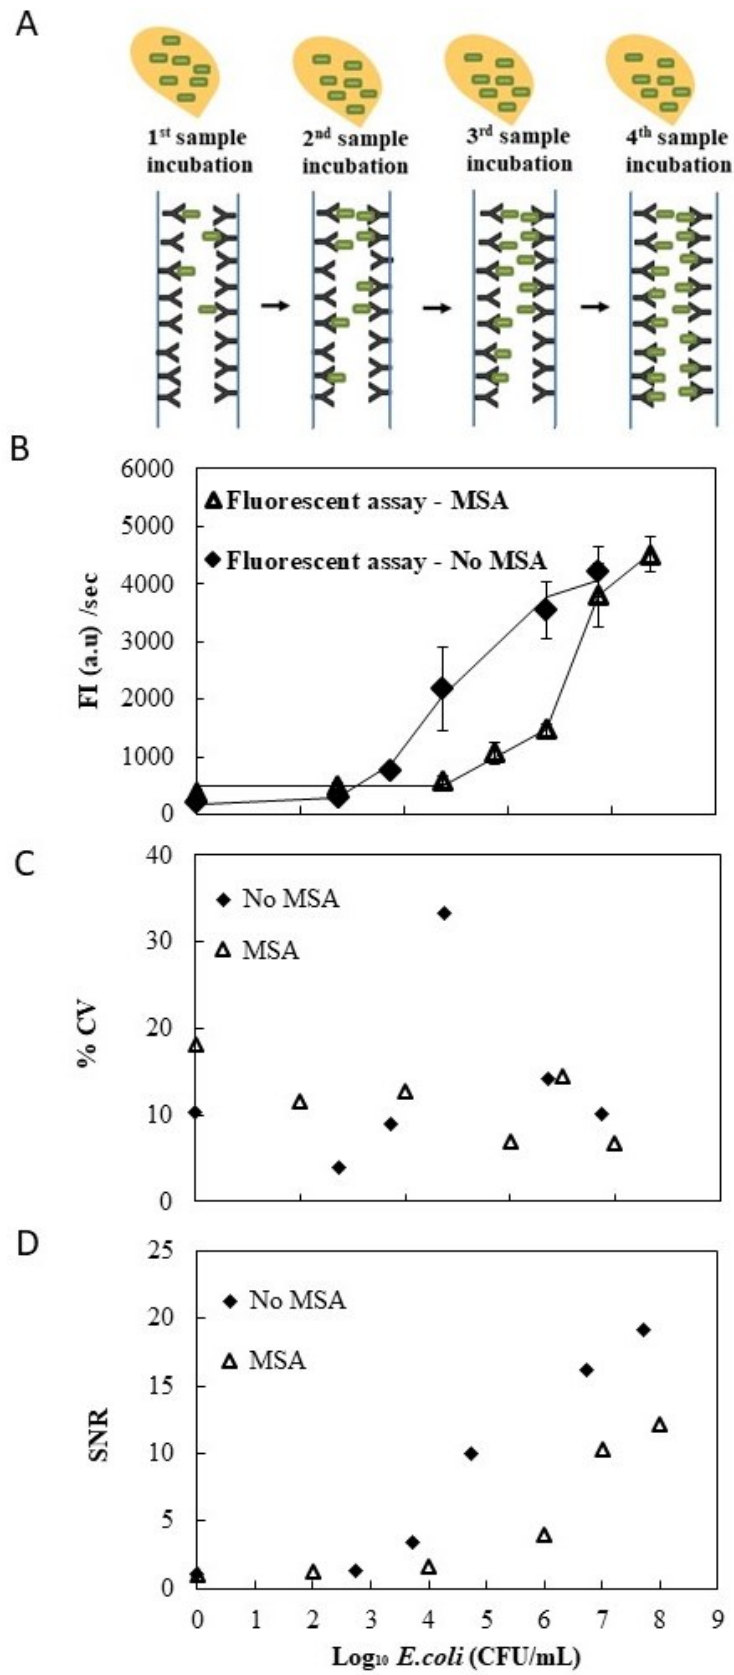 A
1st sample incubation
2nd sample incubation
3rd sample incubation
4th sample incubation
B
6000
5000
4000
3000
2000
1000
0
FI (a.u) /sec
Fluorescent assay - MSA
Fluorescent assay - No MSA
C
40
30
20
10
0
% CV
No MSA
MSA
D
25
20
15
10
5
0
SNR
No MSA
MSA
0 1 2 3 4 5 6 7 8 9
Log10 E.coli (CFU/mL)